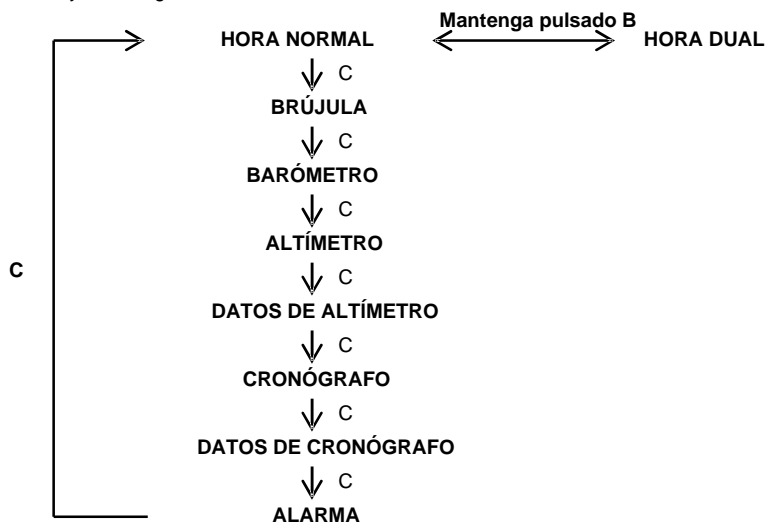 Mantenga pulsado B
HORA NORMAL
HORA DUAL
C
BRÚJULA
C
BARÓMETRO
C
ALTÍMETRO
C
C
DATOS DE ALTÍMETRO
C
CRONÓGRAFO
C
DATOS DE CRONÓGRAFO
C
ALARMA